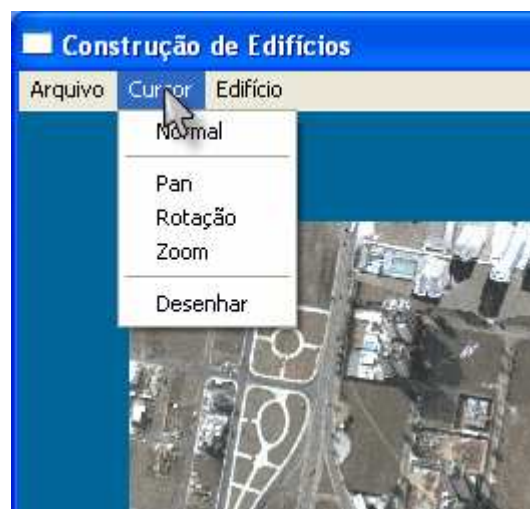 Construção de Edifícios
Arquivo Cursor Edifício
Normal
Pan
Rotação
Zoom
Desenhar